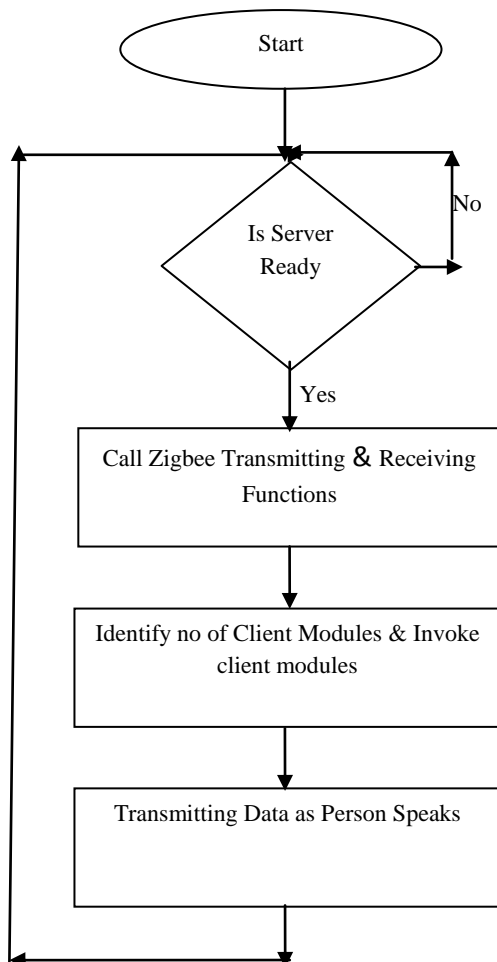 Start
Is Server
Ready
No
Yes
Call Zigbee Transmitting & Receiving
Functions
Identify no of Client Modules & Invoke
client modules
Transmitting Data as Person Speaks